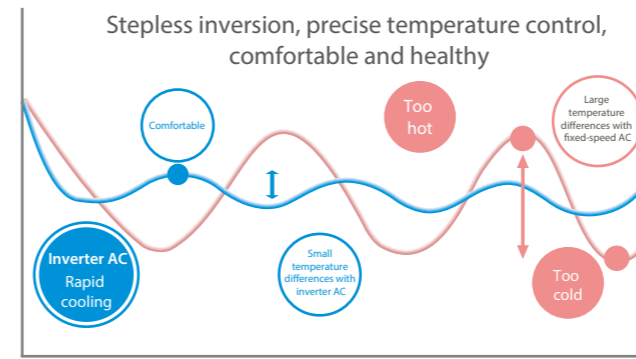 Stepless inversion, precise temperature control,
comfortable and healthy
Comfortable
Too
hot
Large
temperature
differences with
fixed-speed AC
Inverter AC
Rapid
cooling
Small
temperature
differences with
inverter AC
Too
cold